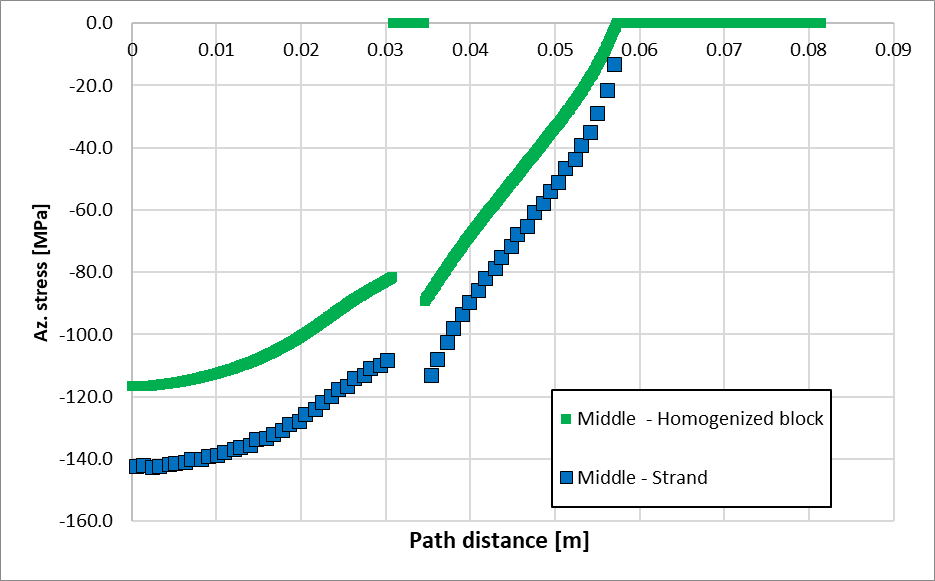 0.0
0 0.01 0.02 0.03 0.04 0.05 0.06 0.07 0.08 0.09
-20.0
-40.0
-60.0
-80.0
-100.0
-120.0
-140.0
-160.0
Az. stress [MPa]
Middle - Homogenized block
Middle - Strand
Path distance [m]